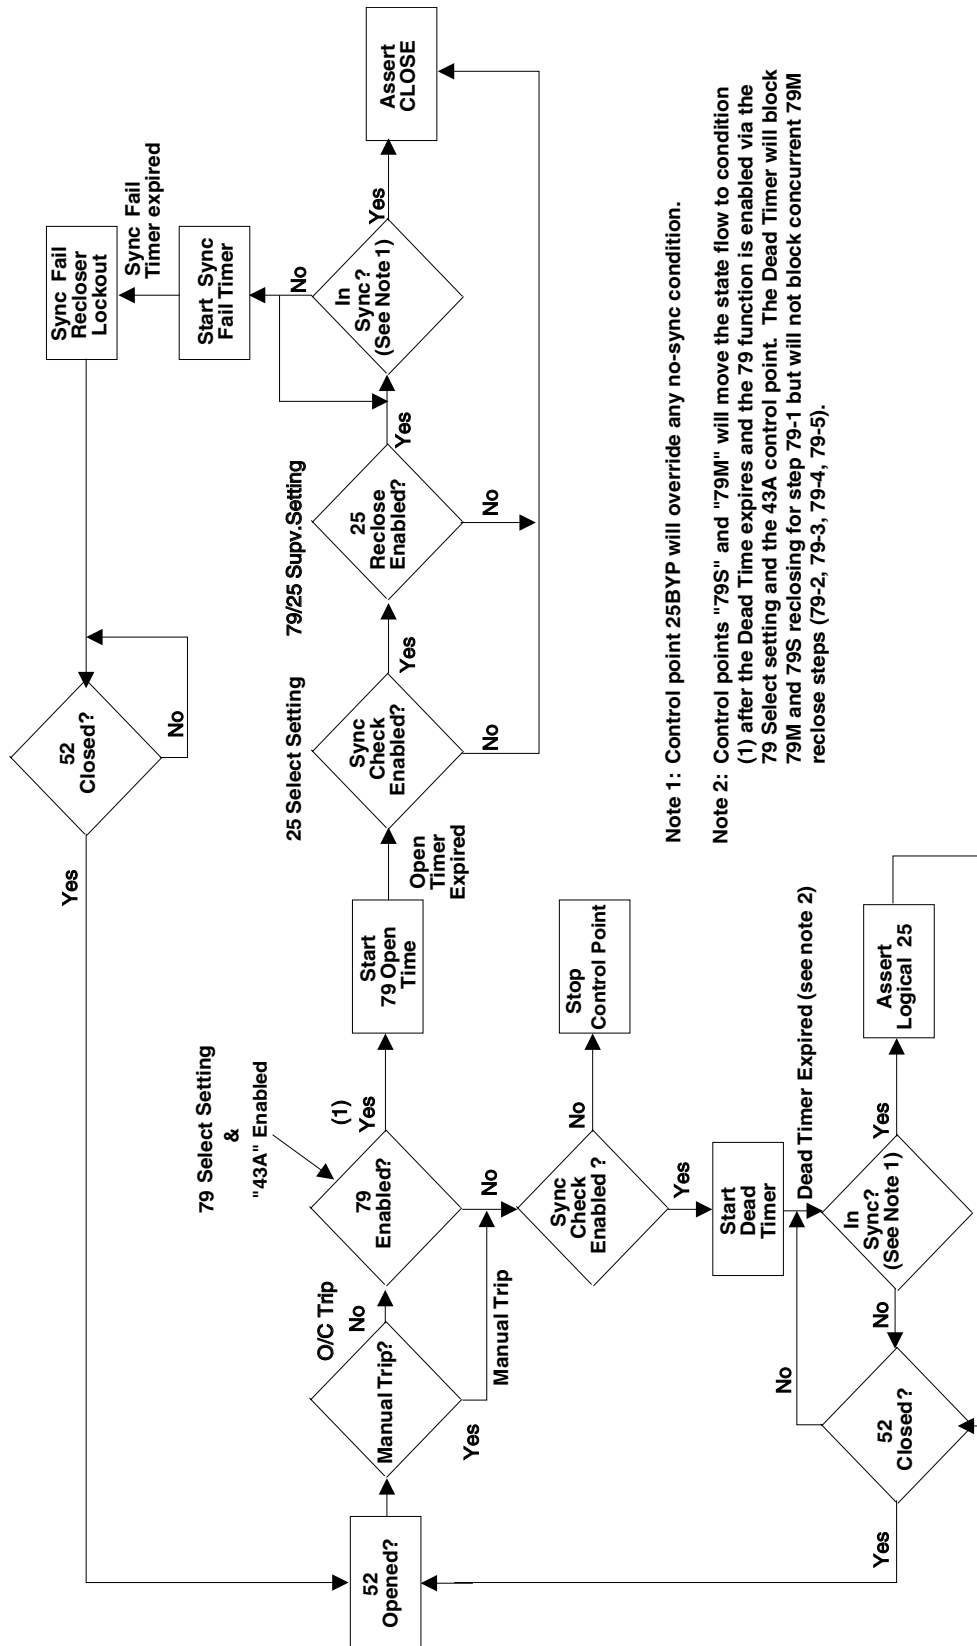 52
Opened?
Yes
Yes
Manual Trip?
O/C Trip
No
Yes
Manual Trip
79 Select Setting
&
"43A" Enabled
79
Enabled?
(1)
Yes
No
Start
79 Open
Time
Open
Timer
Expired
25 Select Setting
Sync
Check
Enabled?
Yes
No
79/25 Supv.Setting
25
Reclose
Enabled?
Yes
No
In
Sync?
(See Note 1)
Yes
No
Assert
CLOSE
Start Sync
Fail Timer
Sync Fail
Timer expired
Sync Fail
Recloser
Lockout
52
Closed?
No
Sync
Check
Enabled ?
No
Stop
Control Point
Yes
Start
Dead
Timer
Dead Timer Expired (see note 2)
In
Sync?
(See Note 1)
Yes
Assert
Logical 25
No
52
Closed?
No
Note 1: Control point 25BYP will override any no-sync condition.
Note 2: Control points "79S" and "79M" will move the state flow to condition
(1) after the Dead Time expires and the 79 function is enabled via the
79 Select setting and the 43A control point. The Dead Timer will block
79M and 79S reclosing for step 79-1 but will not block concurrent 79M
reclose steps (79-2, 79-3, 79-4, 79-5).